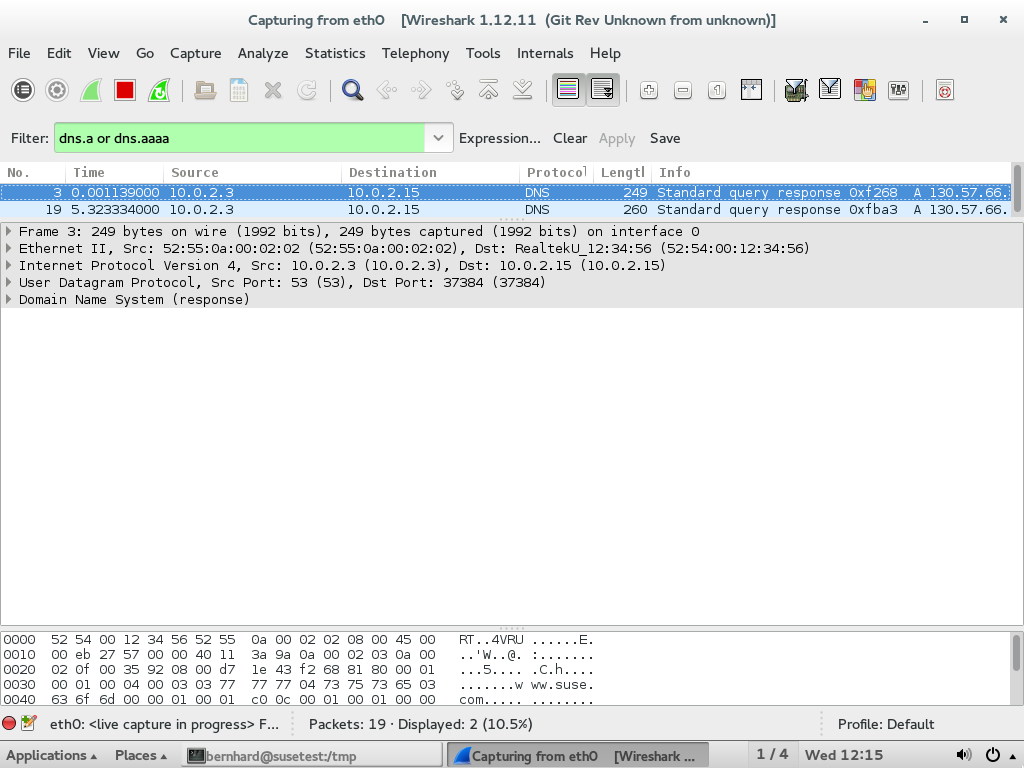 Capturing from eth0    [Wireshark 1.12.11  (Git Rev Unknown from unknown)]
File Edit View Go Capture Analyze Statistics Telephony Tools Internals Help
Filter: dns.a or dns.aaaa Expression... Clear Apply Save
No. Time Source Destination Protocol Lengtl Info
3 0.001139000 10.0.2.3 10.0.2.15 DNS 249 Standard query response 0xf268  A 130.57.66.
19 5.323334000 10.0.2.3 10.0.2.15 DNS 260 Standard query response 0xfba3  A 130.57.66.
Frame 3: 249 bytes on wire (1992 bits), 249 bytes captured (1992 bits) on interface 0
Ethernet II, Src: 52:55:0a:00:02:02 (52:55:0a:00:02:02), Dst: RealtekU_12:34:56 (52:54:00:12:34:56)
Internet Protocol Version 4, Src: 10.0.2.3 (10.0.2.3), Dst: 10.0.2.15 (10.0.2.15)
User Datagram Protocol, Src Port: 53 (53), Dst Port: 37384 (37384)
Domain Name System (response)
0000  52 54 00 12 34 56 52 55  0a 00 02 02 08 00 45 00   RT..4VRU ......E.
0010  00 eb 27 57 00 00 40 11  3a 9a 0a 00 02 03 0a 00   ..'W..@. :.......
0020  02 0f 00 35 92 08 00 d7  1e 43 f2 68 81 80 00 01   ...5.... .C.h....
0030  00 01 00 04 00 03 03 77  77 77 04 73 75 73 65 03   .......w ww.suse.
0040  63 6f 6d 00 00 01 00 01  c0 0c 00 01 00 01 00 00   com..... ........
eth0: <live capture in progress> F... Packets: 19 · Displayed: 2 (10.5%) Profile: Default
Applications Places bernhard@susetest:/tmp Capturing from eth0    [Wireshark ... 1 / 4 Wed 12:15